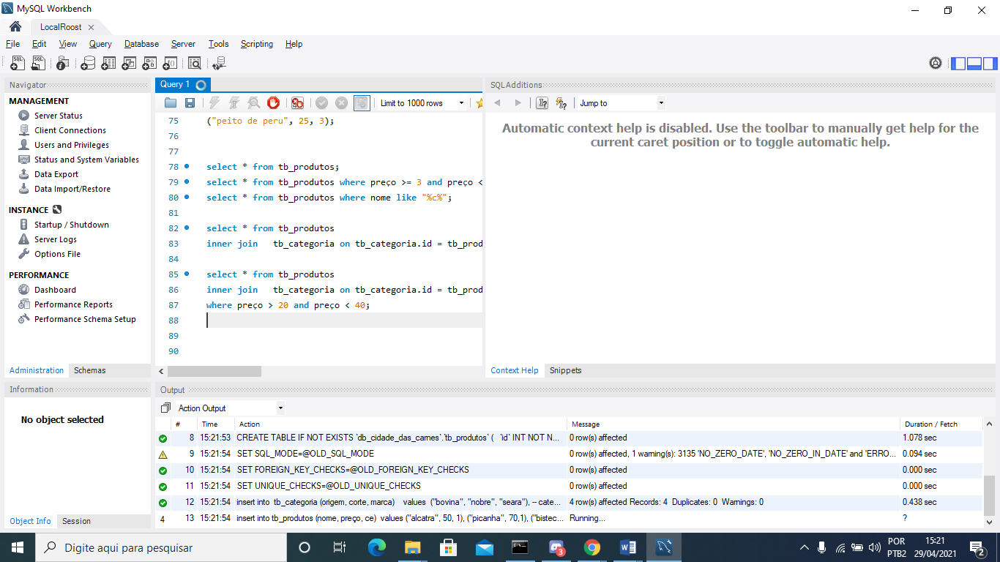 MySQL Workbench
LocalRoost
File Edit View Query Database Server Tools Scripting Help
Navigator
MANAGEMENT
Server Status
Client Connections
Users and Privileges
Status and System Variables
Data Export
Data Import/Restore
INSTANCE
Startup / Shutdown
Server Logs
Options File
PERFORMANCE
Dashboard
Performance Reports
Performance Schema Setup
Administration Schemas
Information
No object selected
Object Info Session
Query 1
Limit to 1000 rows
75 ("peito de peru", 25, 3);
76
77
78 select * from tb_produtos;
79 select * from tb_produtos where preço >= 3 and preço <
80 select * from tb_produtos where nome like "%c%";
81
82 select * from tb_produtos
83 inner join tb_categoria on tb_categoria.id = tb_prod
84
85 select * from tb_produtos
86 inner join tb_categoria on tb_categoria.id = tb_prod
87 where preço > 20 and preço < 40;
88
89
90
SQLAdditions
Jump to
Automatic context help is disabled. Use the toolbar to manually get help for the
current caret position or to toggle automatic help.
Context Help Snippets
Output
Action Output
# Time Action Message Duration / Fetch
8 15:21:53 CREATE TABLE IF NOT EXISTS `db_cidade_das_carnes`.`tb_produtos` ( `id` INT NOT N... 0 row(s) affected 1.078 sec
9 15:21:54 SET SQL_MODE=@OLD_SQL_MODE 0 row(s) affected, 1 warning(s): 3135 'NO_ZERO_DATE', 'NO_ZERO_IN_DATE' and 'ERRO... 0.094 sec
10 15:21:54 SET FOREIGN_KEY_CHECKS=@OLD_FOREIGN_KEY_CHECKS 0 row(s) affected 0.000 sec
11 15:21:54 SET UNIQUE_CHECKS=@OLD_UNIQUE_CHECKS 0 row(s) affected 0.000 sec
12 15:21:54 insert into tb_categoria (origem, corte, marca) values ("bovina", "nobre", "seara"), -- cate... 4 row(s) affected Records: 4 Duplicates: 0 Warnings: 0 0.438 sec
4 13 15:21:54 insert into tb_produtos (nome, preço, ce) values ("alcatra", 50, 1), ("picanha", 70,1), ("bistec... Running... ?
Digite aqui para pesquisar
3
POR
PTB2
15:21
29/04/2021
2